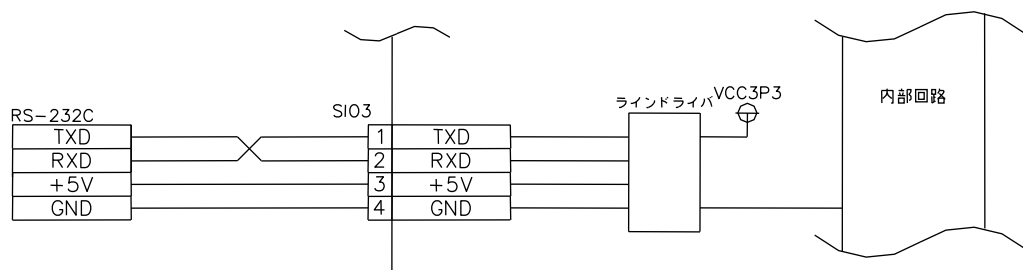 内部回路
ラインドライバ
VCC3P3
RS-232C
SIO3
TXD
1 TXD
RXD
2 RXD
+5V
3 +5V
GND
4 GND